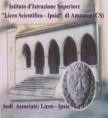 Istituto d'Istruzione Superiore
"Liceo Scientifico - Ipsia" di Amantea (CS)
Sedi Associate: Liceo - Ipsia